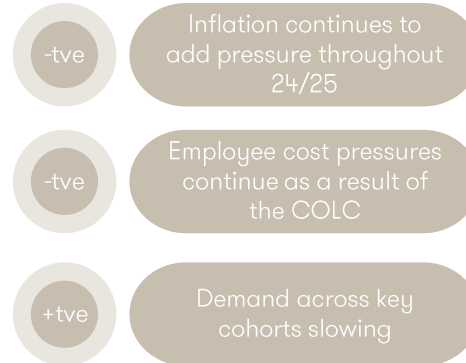 -tve
Inflation continues to
add pressure throughout
24/25
-tve
Employee cost pressures
continue as a result of
the COLC
+tve
Demand across key
cohorts slowing